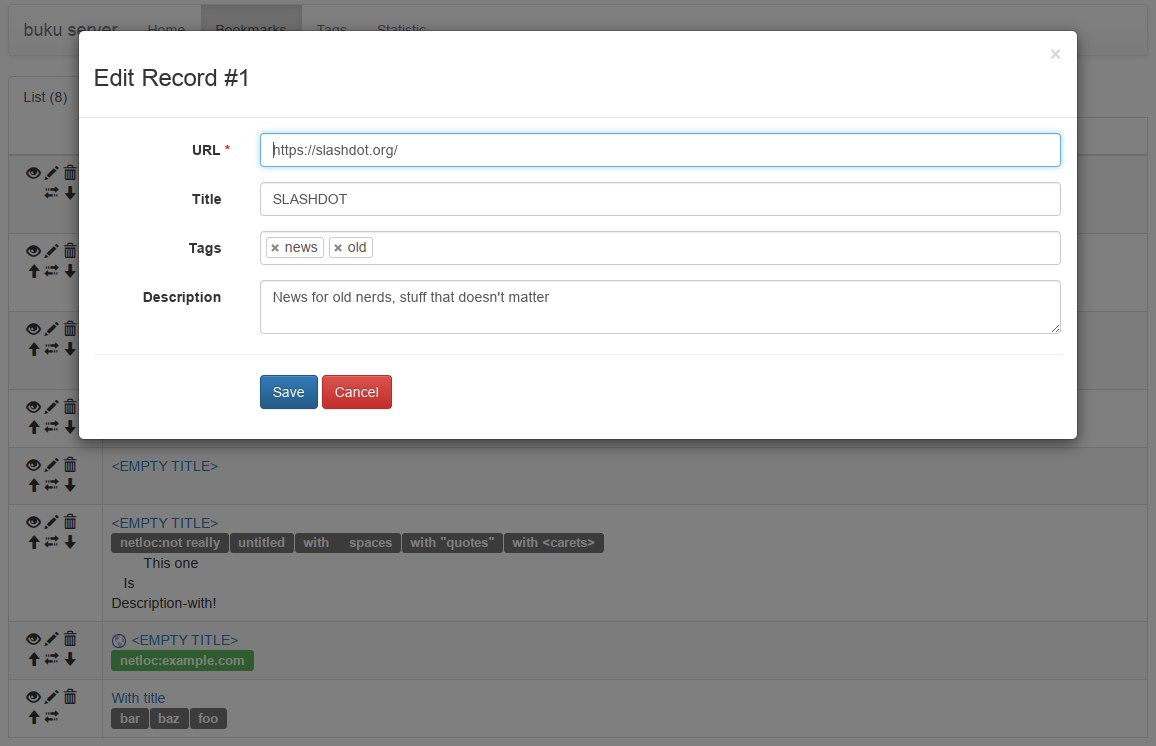 buku server Home Bookmarks Tags Statistic
×
Edit Record #1
List (8)
URL *
https://slashdot.org/
Title
SLASHDOT
Tags
× news × old
Description
News for old nerds, stuff that doesn't matter
Save Cancel
<EMPTY TITLE>
<EMPTY TITLE>
netloc:not really untitled with     spaces with "quotes" with <carets>
This one
Is
Description-with!
<EMPTY TITLE>
netloc:example.com
With title
bar baz foo